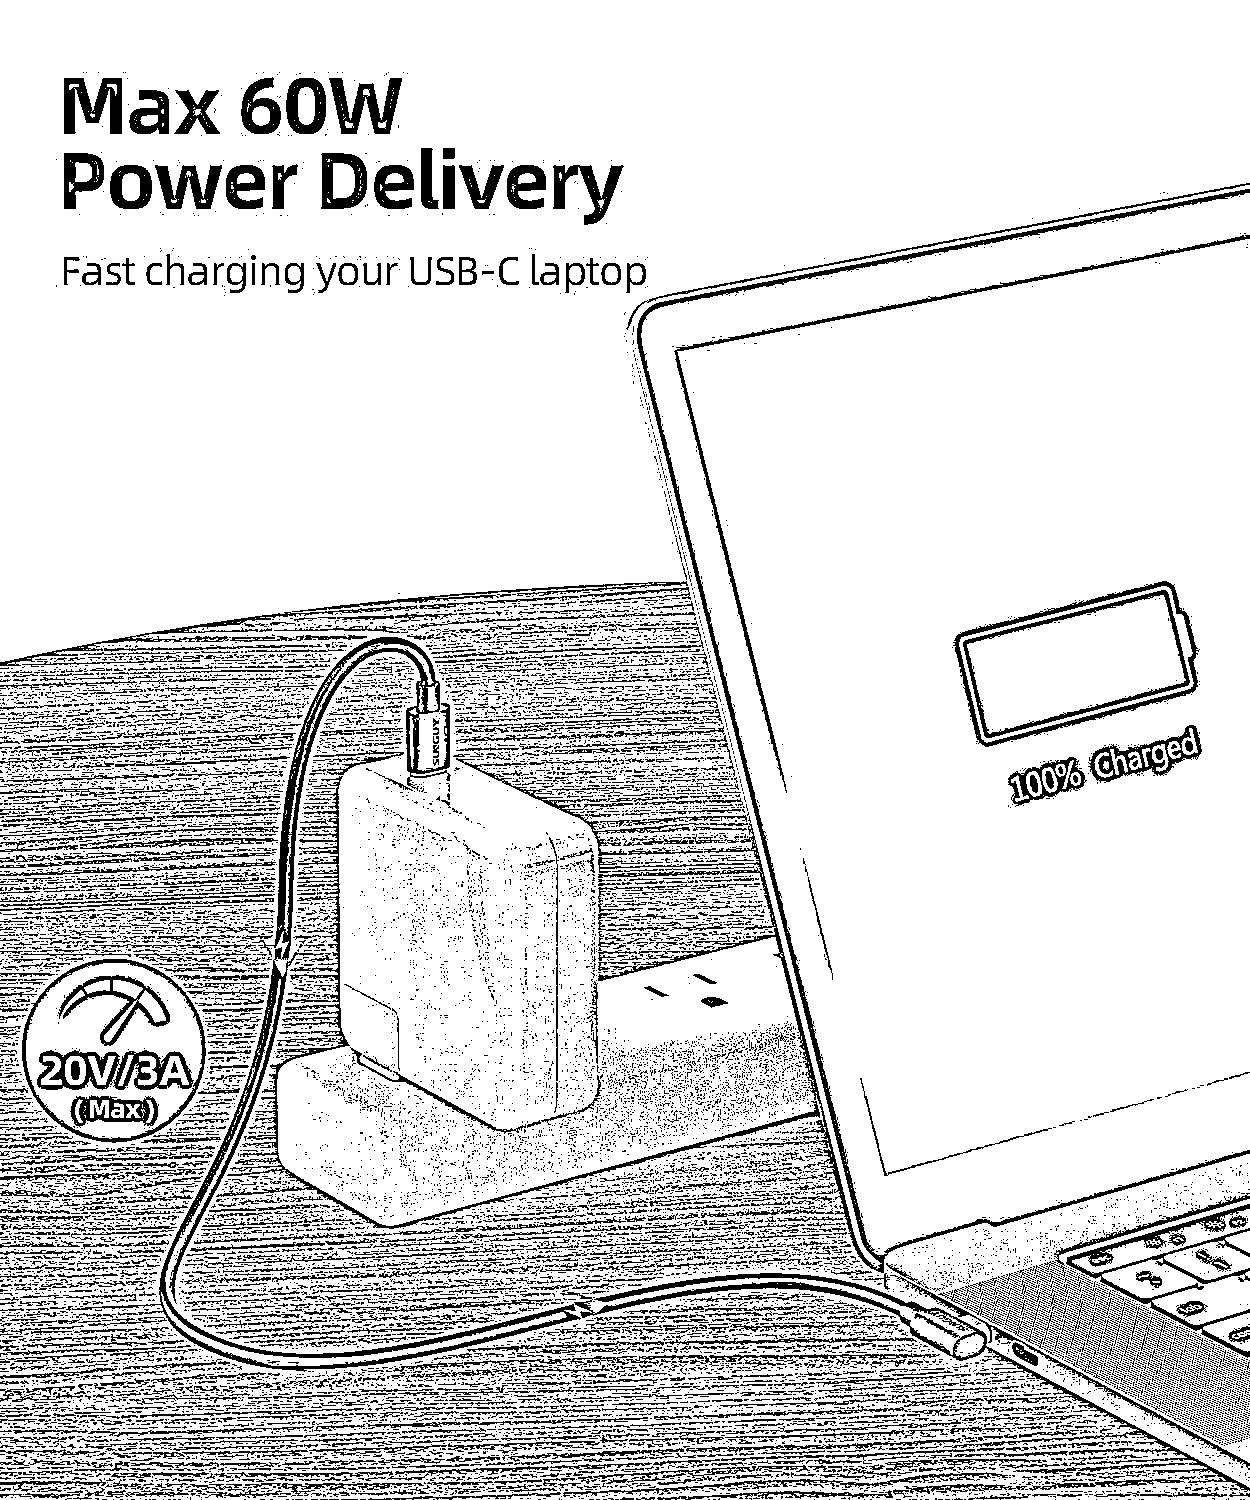 Max 60W
Power Delivery
Fast charging your USB-C laptop
100% Charged
20V/3A
(Max)